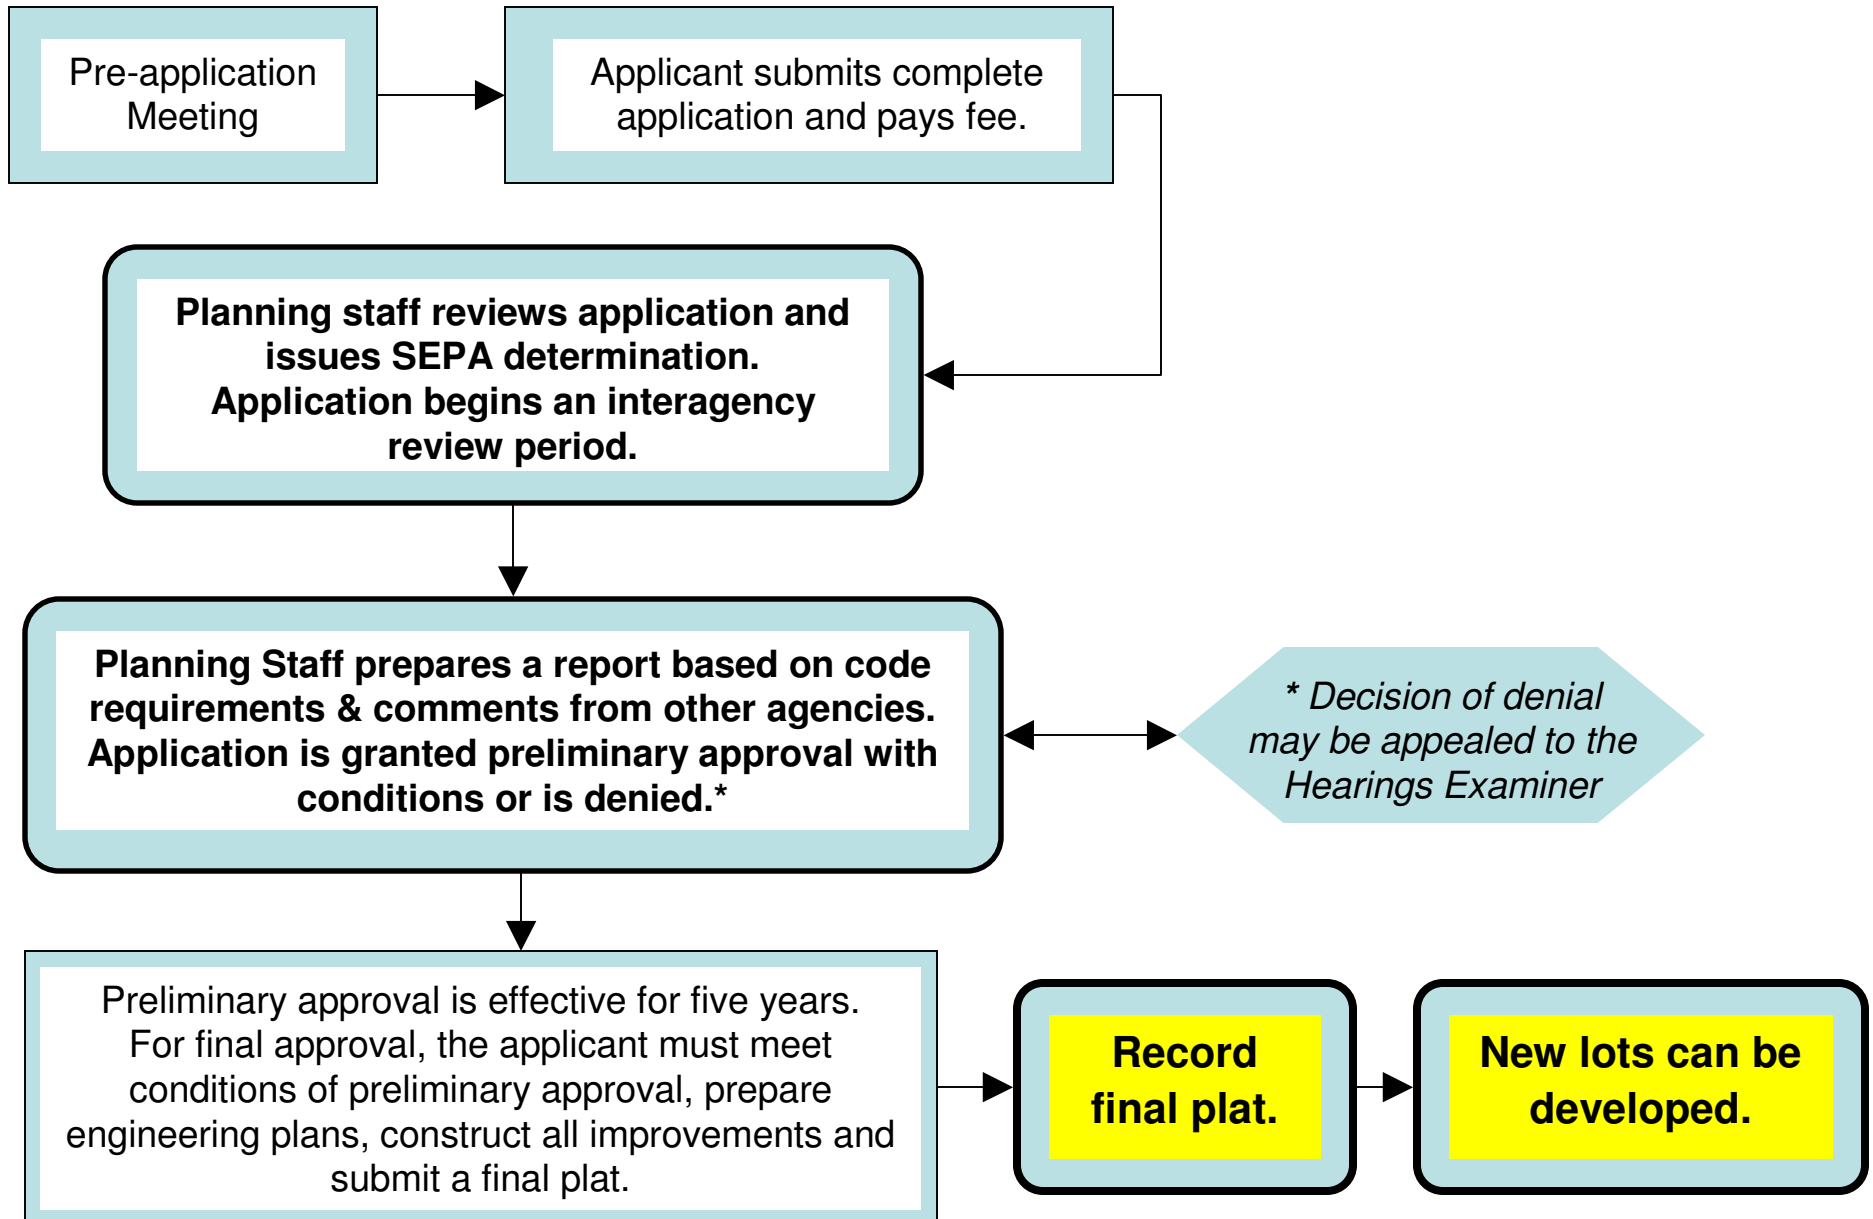 Pre-application
Meeting
Applicant submits complete
application and pays fee.
Planning staff reviews application and
issues SEPA determination.
Application begins an interagency
review period.
Planning Staff prepares a report based on code
requirements & comments from other agencies.
Application is granted preliminary approval with
conditions or is denied.*
* Decision of denial
may be appealed to the
Hearings Examiner
Preliminary approval is effective for five years.
For final approval, the applicant must meet
conditions of preliminary approval, prepare
engineering plans, construct all improvements and
submit a final plat.
Record
final plat.
New lots can be
developed.